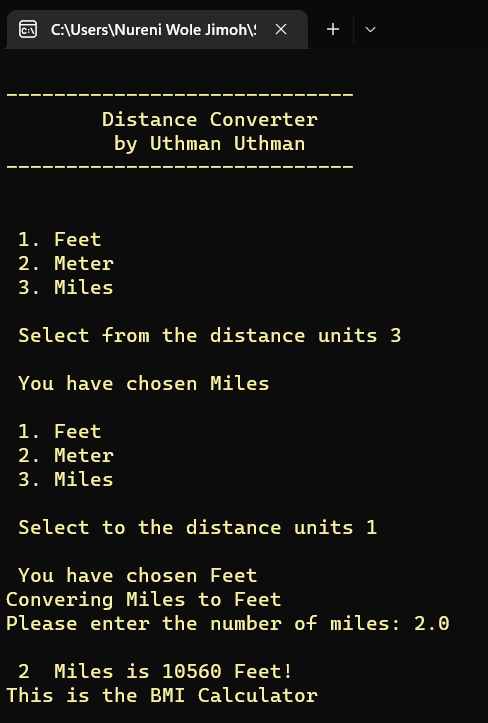 C:\Users\Nureni Wole Jimoh\
-----------------------------
Distance Converter
by Uthman Uthman
-----------------------------
1. Feet
2. Meter
3. Miles
Select from the distance units 3
You have chosen Miles
1. Feet
2. Meter
3. Miles
Select to the distance units 1
You have chosen Feet
Convering Miles to Feet
Please enter the number of miles: 2.0
2  Miles is 10560 Feet!
This is the BMI Calculator